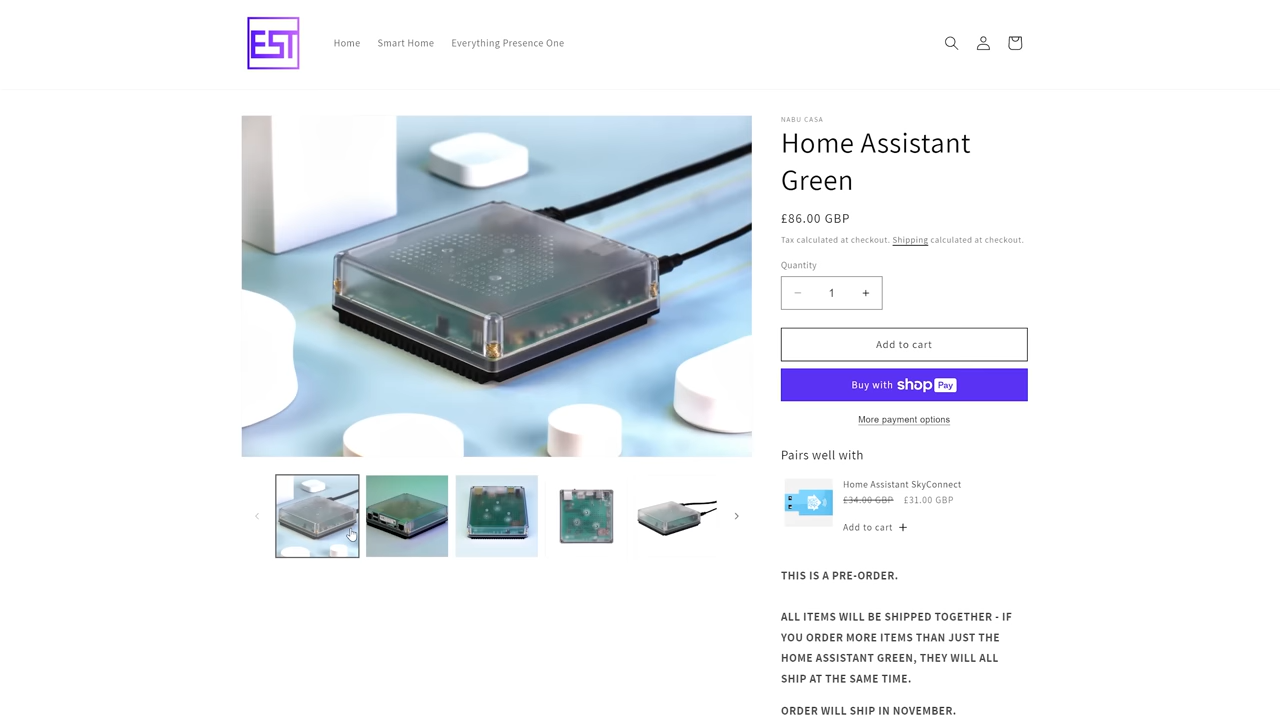 EST
Home
Smart Home
Everything Presence One
NABU CASA
Home Assistant
Green
£86.00 GBP
Tax calculated at checkout. Shipping calculated at checkout.
Quantity
− 1 +
Add to cart
Buy with shop Pay
More payment options
Pairs well with
Home Assistant SkyConnect
£34.00 GBP £31.00 GBP
Add to cart +
THIS IS A PRE-ORDER.
ALL ITEMS WILL BE SHIPPED TOGETHER - IF
YOU ORDER MORE ITEMS THAN JUST THE
HOME ASSISTANT GREEN, THEY WILL ALL
SHIP AT THE SAME TIME.
ORDER WILL SHIP IN NOVEMBER.